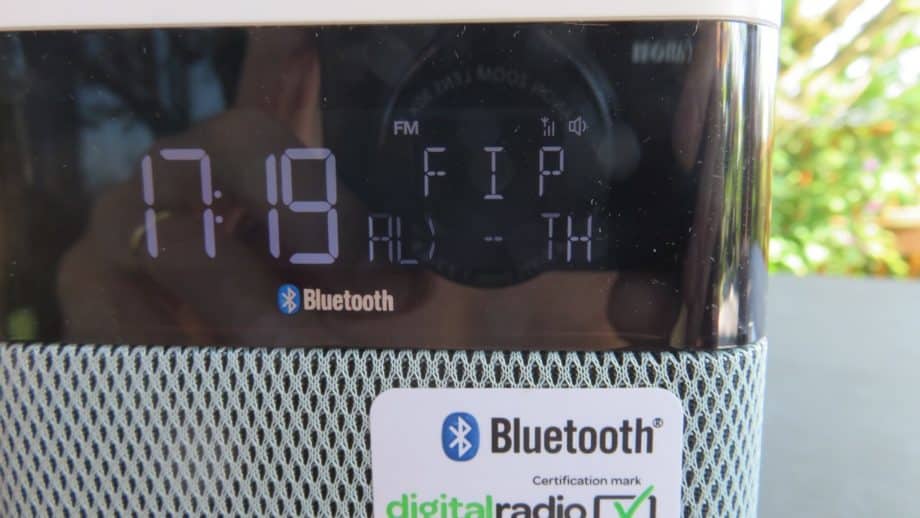 FM
17:19
FIP
AL) - TH
Bluetooth
Bluetooth®
Certification mark
digitalradio